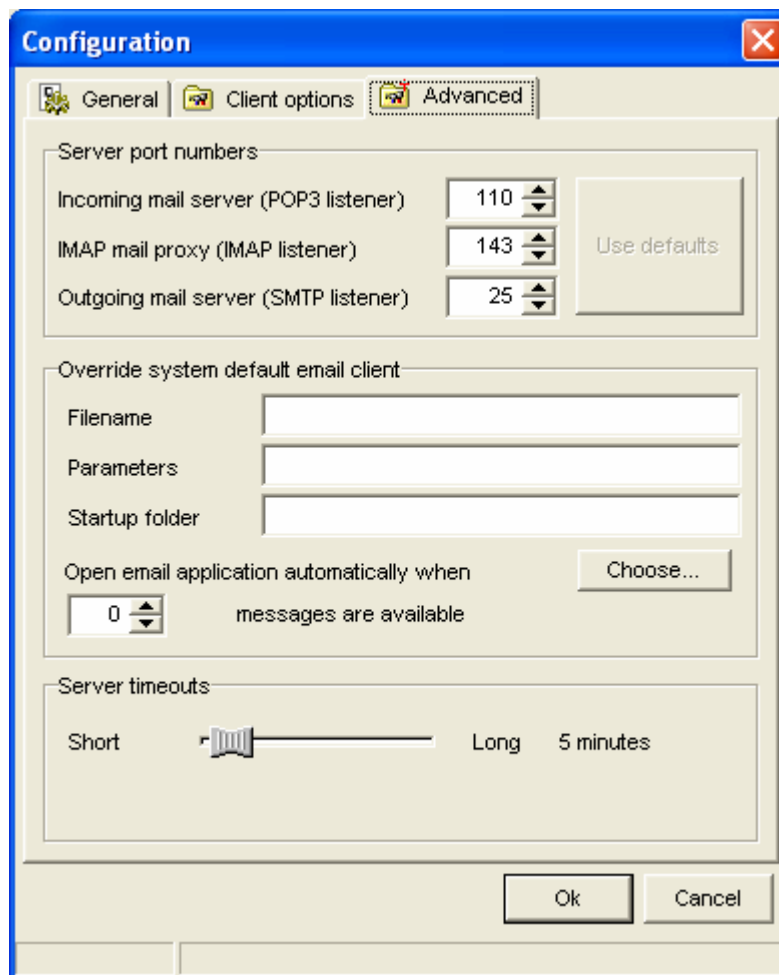 Configuration
General Client options Advanced
Server port numbers
Incoming mail server (POP3 listener) 110
IMAP mail proxy (IMAP listener) 143 Use defaults
Outgoing mail server (SMTP listener) 25
Override system default email client
Filename
Parameters
Startup folder
Open email application automatically when Choose...
0 messages are available
Server timeouts
Short Long 5 minutes
Ok Cancel